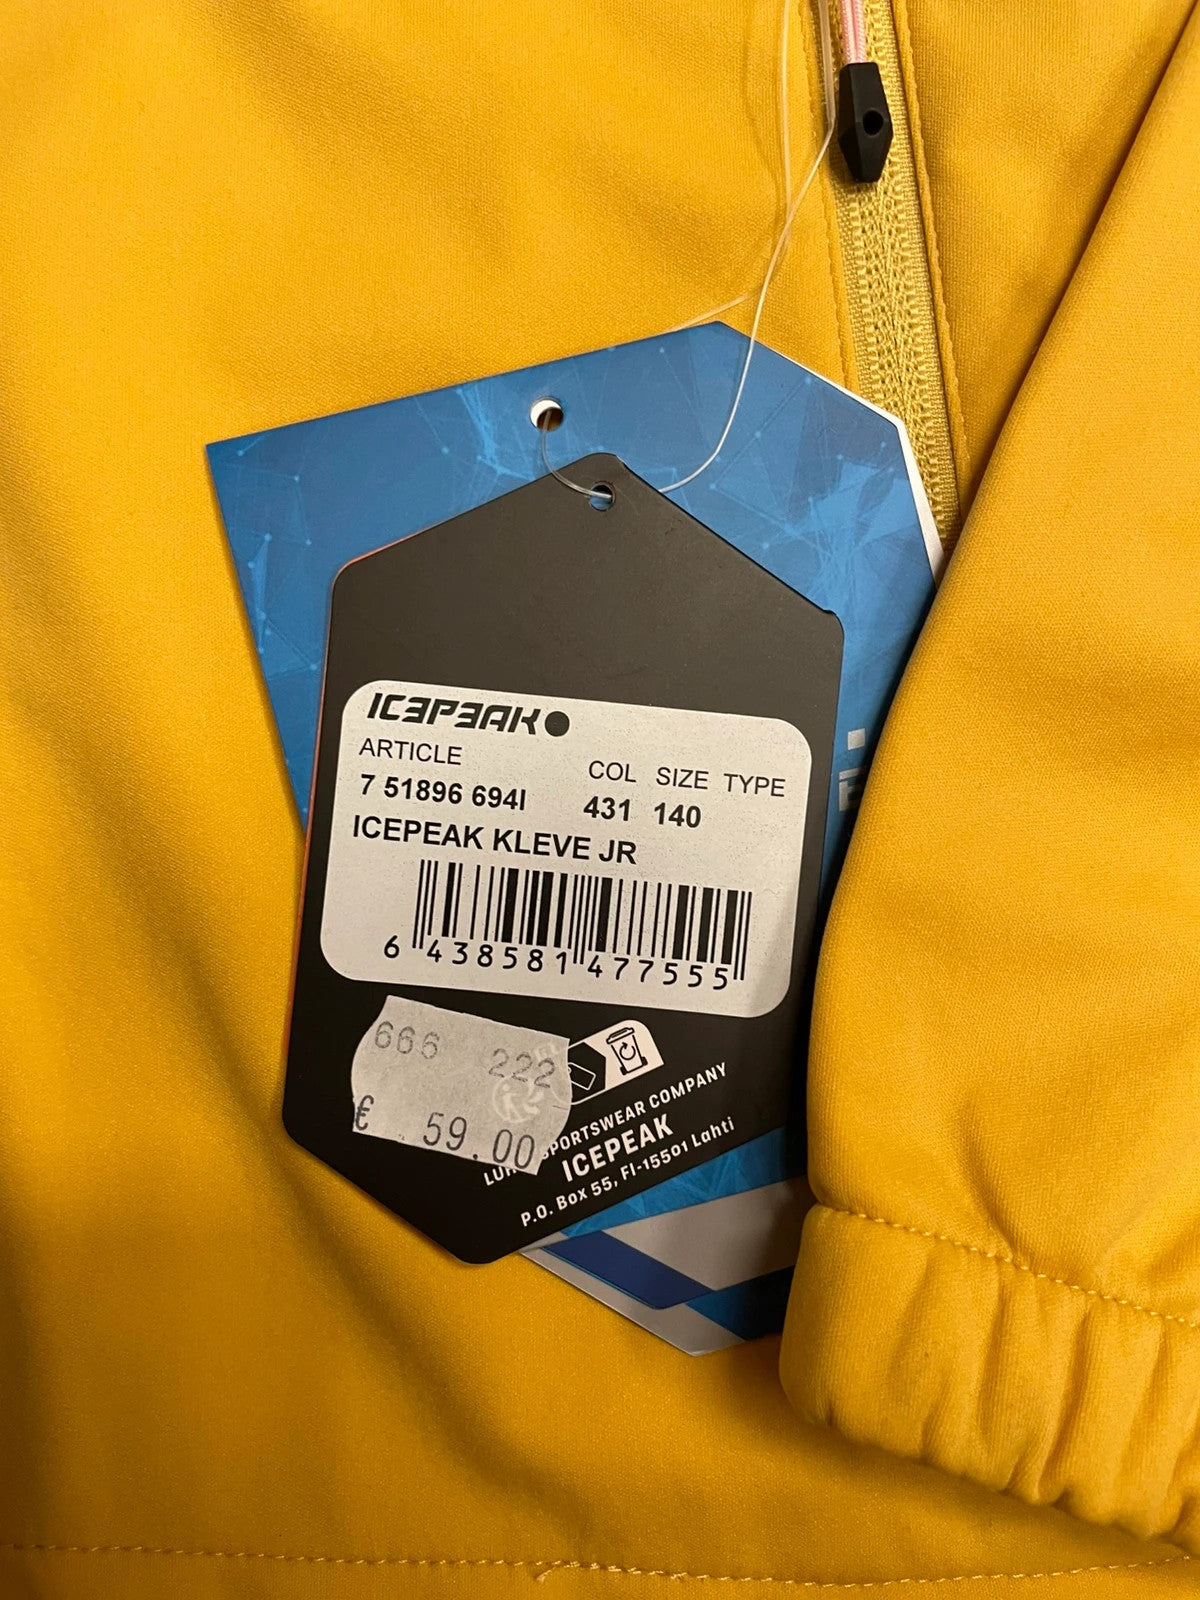 ICEPEAK
ARTICLE COL SIZE TYPE
7 51896 694I 431 140
ICEPEAK KLEVE JR
6 438581 477555
666 222
€ 59.00
SPORTSWEAR COMPANY
ICEPEAK
P.O. Box 55, FI-15501 Lahti